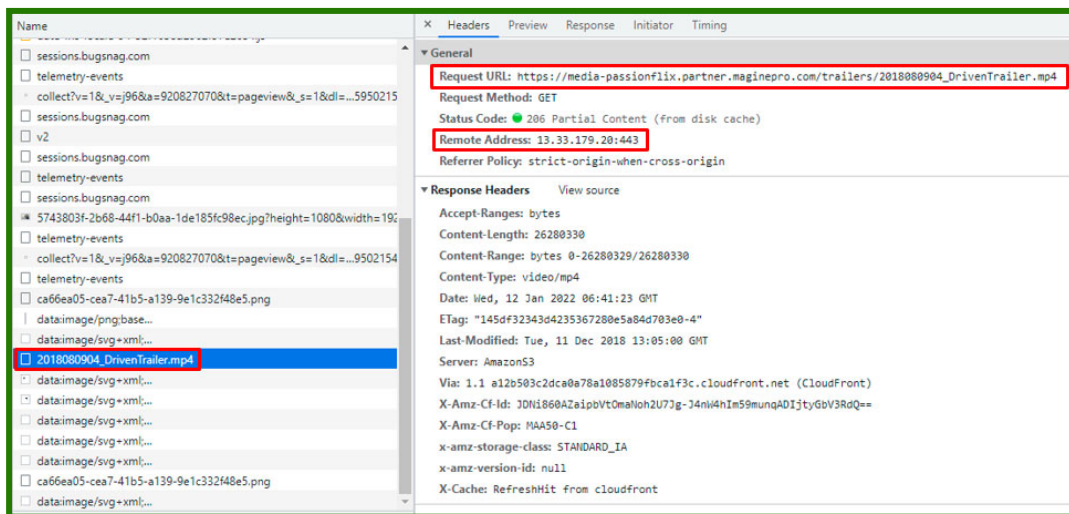 Name
sessions.bugsnag.com
telemetry-events
collect?v=1&_v=j96&a=920827070&t=pageview&_s=1&dl=...5950215
sessions.bugsnag.com
v2
sessions.bugsnag.com
telemetry-events
sessions.bugsnag.com
5743803f-2b68-44f1-b0aa-1de185fc98ec.jpg?height=1080&width=192
telemetry-events
collect?v=1&_v=j96&a=920827070&t=pageview&_s=1&dl=...9502154
telemetry-events
ca66ea05-cea7-41b5-a139-9e1c332f48e5.png
data:image/png;base...
data:image/svg+xml;...
2018080904_DrivenTrailer.mp4
data:image/svg+xml;...
data:image/svg+xml;...
data:image/svg+xml;...
data:image/svg+xml;...
data:image/svg+xml;...
ca66ea05-cea7-41b5-a139-9e1c332f48e5.png
data:image/svg+xml;...
× Headers Preview Response Initiator Timing
▼ General
Request URL: https://media-passionflix.partner.maginepro.com/trailers/2018080904_DrivenTrailer.mp4
Request Method: GET
Status Code: 206 Partial Content (from disk cache)
Remote Address: 13.33.179.20:443
Referrer Policy: strict-origin-when-cross-origin
▼ Response Headers View source
Accept-Ranges: bytes
Content-Length: 26280330
Content-Range: bytes 0-26280329/26280330
Content-Type: video/mp4
Date: Wed, 12 Jan 2022 06:41:23 GMT
ETag: "145df32343d4235367280e5a84d703e0-4"
Last-Modified: Tue, 11 Dec 2018 13:05:00 GMT
Server: AmazonS3
Via: 1.1 a12b503c2dca0a78a1085879fbca1f3c.cloudfront.net (CloudFront)
X-Amz-Cf-Id: JDNi860AZaipbVtOmaNoh2U7Jg-J4nW4hIm59munqADIjtyGbV3RdQ==
X-Amz-Cf-Pop: MAA50-C1
x-amz-storage-class: STANDARD_IA
x-amz-version-id: null
X-Cache: RefreshHit from cloudfront